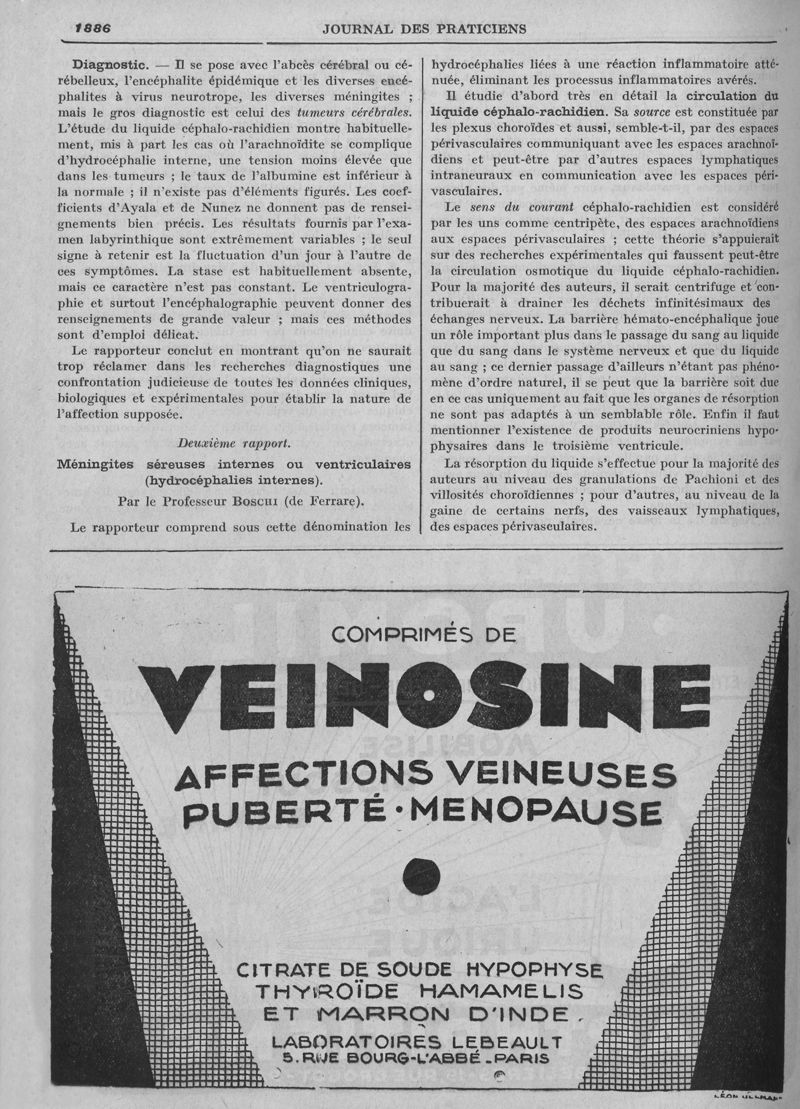 1886
JOURNAL DES PRATICIENS
Diagnostic. — Il se pose avec l'abcès cérébral ou cé-
rébelleux, l'encéphalite épidémique et les diverses encé-
phalites à virus neurotrope, les diverses méningites ;
mais le gros diagnostic est celui des tumeurs cérébrales.
L'étude du liquide céphalo-rachidien montre habituelle-
ment, mis à part les cas où l'arachnoïdite se complique
d'hydrocéphalie interne, une tension moins élevée que
dans les tumeurs ; le taux de l'albumine est inférieur à
la normale ; il n'existe pas d'éléments figurés. Les coef-
ficients d'Ayala et de Nunez ne donnent pas de rensei-
gnements bien précis. Les résultats fournis par l'exa-
men labyrinthique sont extrêmement variables ; le seul
signe à retenir est la fluctuation d'un jour à l'autre de
ces symptômes. La stase est habituellement absente,
mais ce caractère n'est pas constant. Le ventriculogra-
phie et surtout l'encéphalographie peuvent donner des
renseignements de grande valeur ; mais ces méthodes
sont d'emploi délicat.
Le rapporteur conclut en montrant qu'on ne saurait
trop réclamer dans les recherches diagnostiques une
confrontation judicieuse de toutes les données cliniques,
biologiques et expérimentales pour établir la nature de
l'affection supposée.
Deuxième rapport.
Méningites séreuses internes ou ventriculaires
(hydrocéphalies internes).
Par le Professeur BOSCHI (de Ferrare).
Le rapporteur comprend sous cette dénomination les
hydrocéphalies liées à une réaction inflammatoire atté-
nuée, éliminant les processus inflammatoires avérés.
Il étudie d'abord très en détail la circulation du
liquide céphalo-rachidien. Sa source est constituée par
les plexus choroïdes et aussi, semble-t-il, par des espaces
périvasculaires communiquant avec les espaces arachnoï-
diens et peut-être par d'autres espaces lymphatiques
intraneuraux en communication avec les espaces péri-
vasculaires.
Le sens du courant céphalo-rachidien est considéré
par les uns comme centripète, des espaces arachnoïdiens
aux espaces périvasculaires ; cette théorie s'appuierait
sur des recherches expérimentales qui faussent peut-être
la circulation osmotique du liquide céphalo-rachidien.
Pour la majorité des auteurs, il serait centrifuge et con-
tribuerait à drainer les déchets infinitésimaux des
échanges nerveux. La barrière hémato-encéphalique joue
un rôle important plus dans le passage du sang au liquide
que du sang dans le système nerveux et que du liquide
au sang ; ce dernier passage d'ailleurs n'étant pas phéno-
mène d'ordre naturel, il se peut que la barrière soit due
en ce cas uniquement au fait que les organes de résorption
ne sont pas adaptés à un semblable rôle. Enfin il faut
mentionner l'existence de produits neurocriniens hypo-
physaires dans le troisième ventricule.
La résorption du liquide s'effectue pour la majorité des
auteurs au niveau des granulations de Pachioni et des
villosités choroïdiennes ; pour d'autres, au niveau de la
gaine de certains nerfs, des vaisseaux lymphatiques,
des espaces périvasculaires.
COMPRIMÉS DE
VEINOSINE
AFFECTIONS VEINEUSES
PUBERTÉ • MENOPAUSE
CITRATE DE SOUDE HYPOPHYSE
THYROÏDE HAMAMELIS
ET MARRON D'INDE.
LABORATOIRES LEBEAULT
5. RUE BOURG-L'ABBÉ - PARIS
LÉON ULLMANN